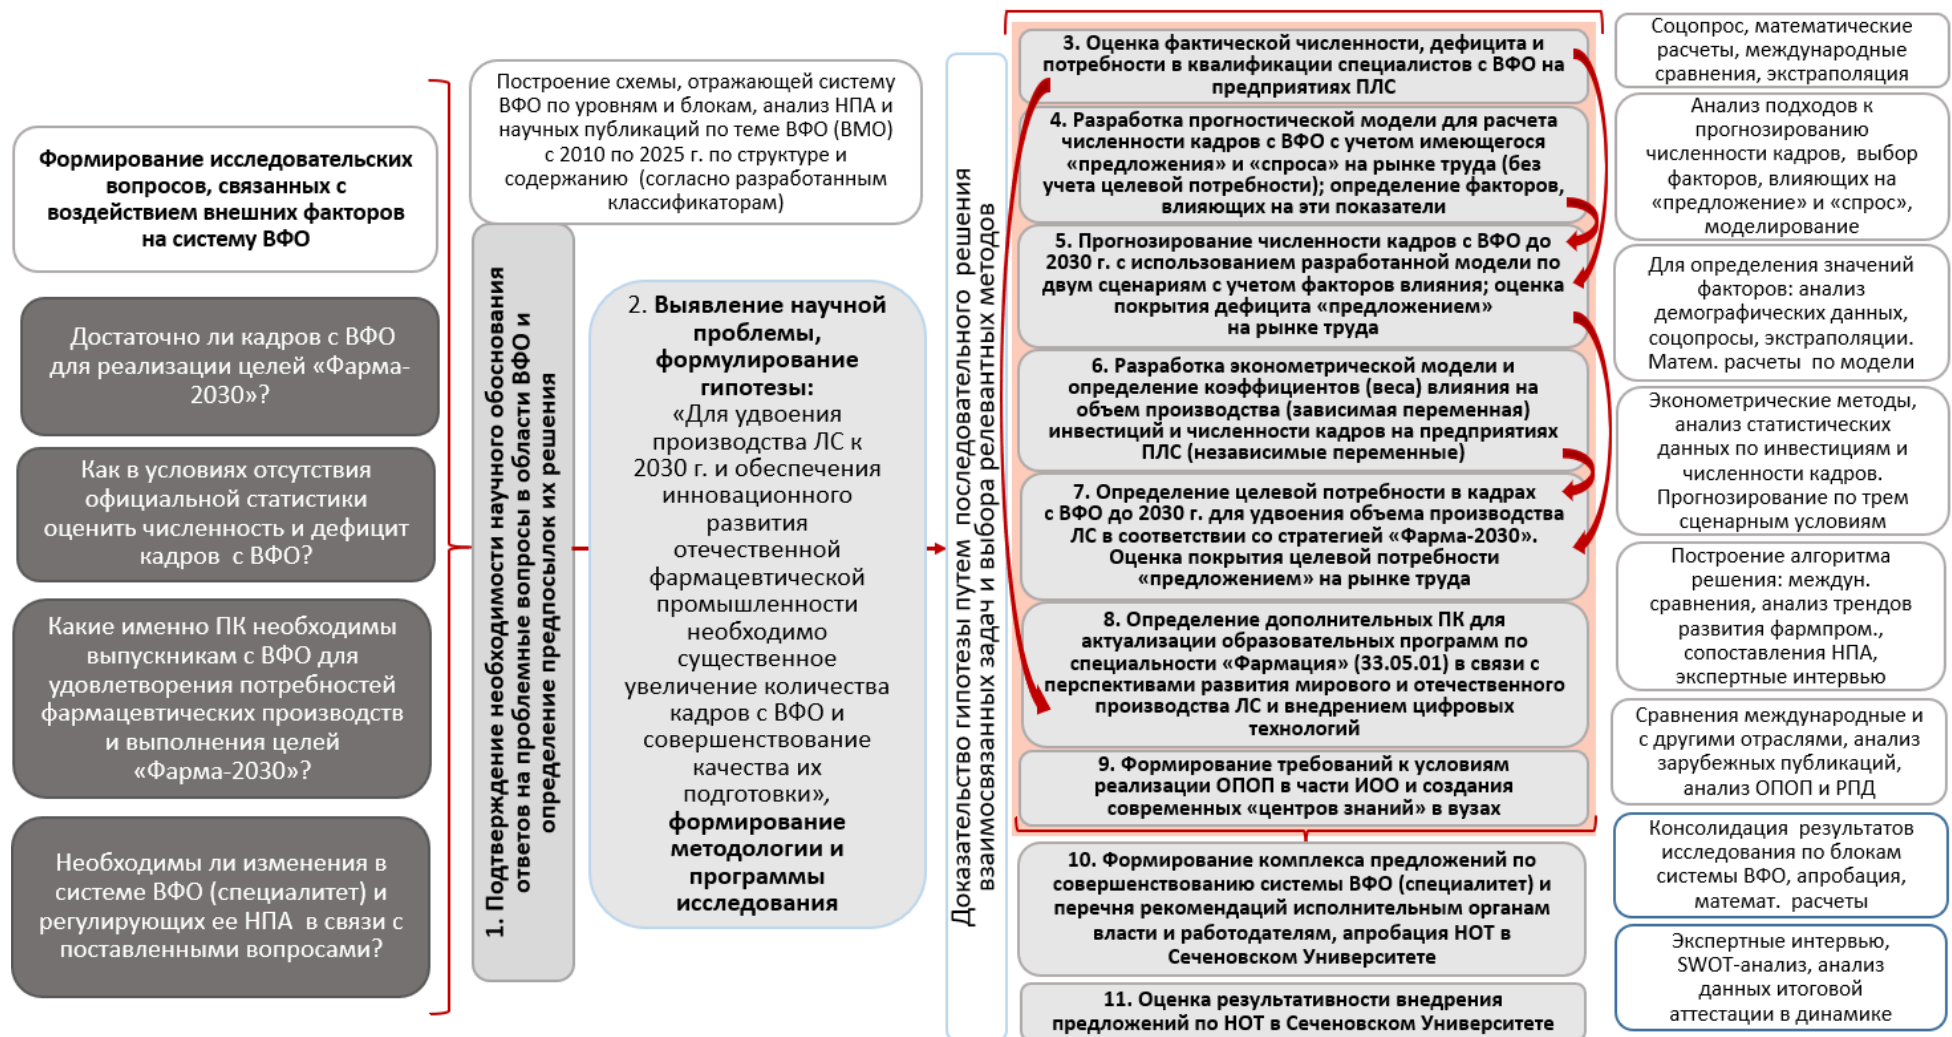 Формирование исследовательских
вопросов, связанных с
воздействием внешних факторов
на систему ВФО
Достаточно ли кадров с ВФО
для реализации целей «Фарма-
2030»?
Как в условиях отсутствия
официальной статистики
оценить численность и дефицит
кадров с ВФО?
Какие именно ПК необходимы
выпускникам с ВФО для
удовлетворения потребностей
фармацевтических производств
и выполнения целей
«Фарма-2030»?
Необходимы ли изменения в
системе ВФО (специалитет) и
регулирующих ее НПА в связи с
поставленными вопросами?
Построение схемы, отражающей систему
ВФО по уровням и блокам, анализ НПА и
научных публикаций по теме ВФО (ВМО)
с 2010 по 2025 г. по структуре и
содержанию (согласно разработанным
классификаторам)
1. Подтверждение необходимости научного обоснования
ответов на проблемные вопросы в области ВФО и
определение предпосылок их решения
2. Выявление научной
проблемы,
формулирование
гипотезы:
«Для удвоения
производства ЛС к
2030 г. и обеспечения
инновационного
развития
отечественной
фармацевтической
промышленности
необходимо
существенное
увеличение количества
кадров с ВФО и
совершенствование
качества их
подготовки»,
формирование
методологии и
программы
исследования
Доказательство гипотезы путем последовательного решения
взаимосвязанных задач и выбора релевантных методов
3. Оценка фактической численности, дефицита и
потребности в квалификации специалистов с ВФО на
предприятиях ПЛС
4. Разработка прогностической модели для расчета
численности кадров с ВФО с учетом имеющегося
«предложения» и «спроса» на рынке труда (без
учета целевой потребности); определение факторов,
влияющих на эти показатели
5. Прогнозирование численности кадров с ВФО до
2030 г. с использованием разработанной модели по
двум сценариям с учетом факторов влияния; оценка
покрытия дефицита «предложением»
на рынке труда
6. Разработка эконометрической модели и
определение коэффициентов (веса) влияния на
объем производства (зависимая переменная)
инвестиций и численности кадров на предприятиях
ПЛС (независимые переменные)
7. Определение целевой потребности в кадрах
с ВФО до 2030 г. для удвоения объема производства
ЛС в соответствии со стратегией «Фарма-2030».
Оценка покрытия целевой потребности
«предложением» на рынке труда
8. Определение дополнительных ПК для
актуализации образовательных программ по
специальности «Фармация» (33.05.01) в связи с
перспективами развития мирового и отечественного
производства ЛС и внедрением цифровых
технологий
9. Формирование требований к условиям
реализации ОПОП в части ИОО и создания
современных «центров знаний» в вузах
10. Формирование комплекса предложений по
совершенствованию системы ВФО (специалитет) и
перечня рекомендаций исполнительным органам
власти и работодателям, апробация НОТ в
Сеченовском Университете
11. Оценка результативности внедрения
предложений по НОТ в Сеченовском Университете
Соцопрос, математические
расчеты, международные
сравнения, экстраполяция
Анализ подходов к
прогнозированию
численности кадров, выбор
факторов, влияющих на
«предложение» и «спрос»,
моделирование
Для определения значений
факторов: анализ
демографических данных,
соцопросы, экстраполяции.
Матем. расчеты по модели
Эконометрические методы,
анализ статистических
данных по инвестициям и
численности кадров.
Прогнозирование по трем
сценарным условиям
Построение алгоритма
решения: междун.
сравнения, анализ трендов
развития фармпром.,
сопоставления НПА,
экспертные интервью
Сравнения международные и
с другими отраслями, анализ
зарубежных публикаций,
анализ ОПОП и РПД
Консолидация результатов
исследования по блокам
системы ВФО, апробация,
математ. расчеты
Экспертные интервью,
SWOT-анализ, анализ
данных итоговой
аттестации в динамике